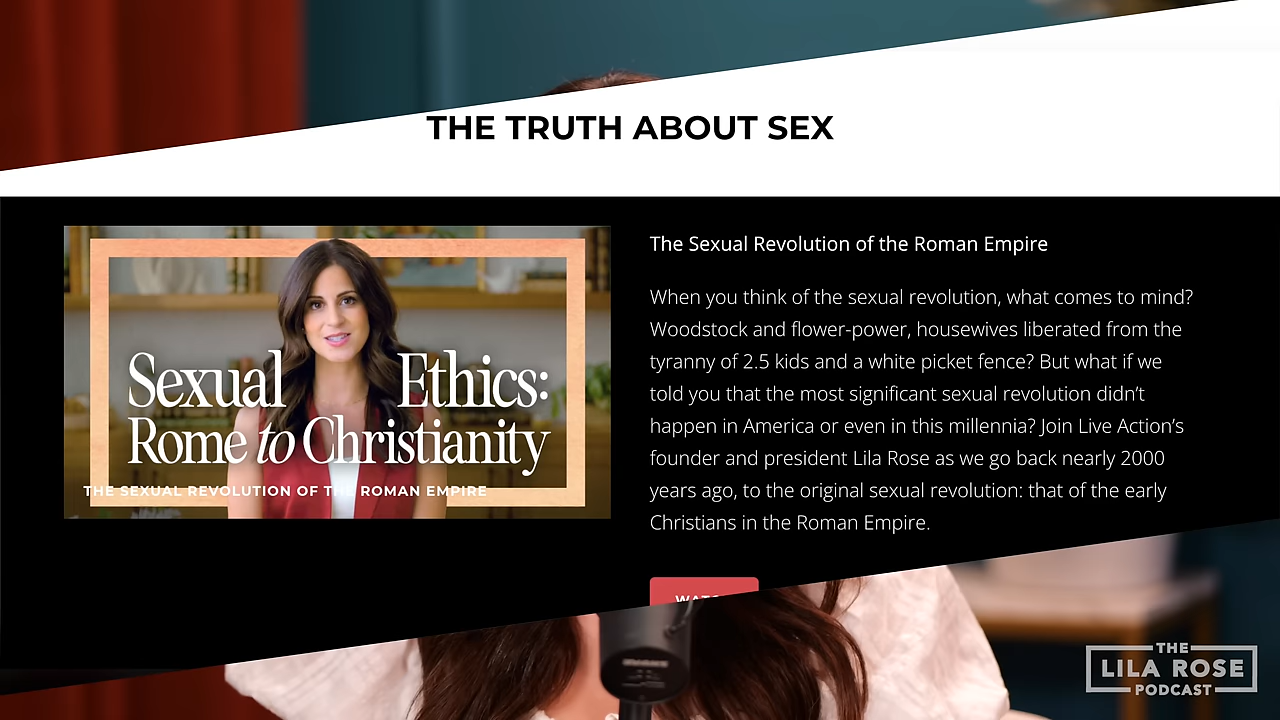 THE TRUTH ABOUT SEX
Sexual Ethics:
Rome to Christianity
THE SEXUAL REVOLUTION OF THE ROMAN EMPIRE
The Sexual Revolution of the Roman Empire
When you think of the sexual revolution, what comes to mind?
Woodstock and flower-power, housewives liberated from the
tyranny of 2.5 kids and a white picket fence? But what if we
told you that the most significant sexual revolution didn’t
happen in America or even in this millennia? Join Live Action’s
founder and president Lila Rose as we go back nearly 2000
years ago, to the original sexual revolution: that of the early
Christians in the Roman Empire.
THE
LILA ROSE
PODCAST